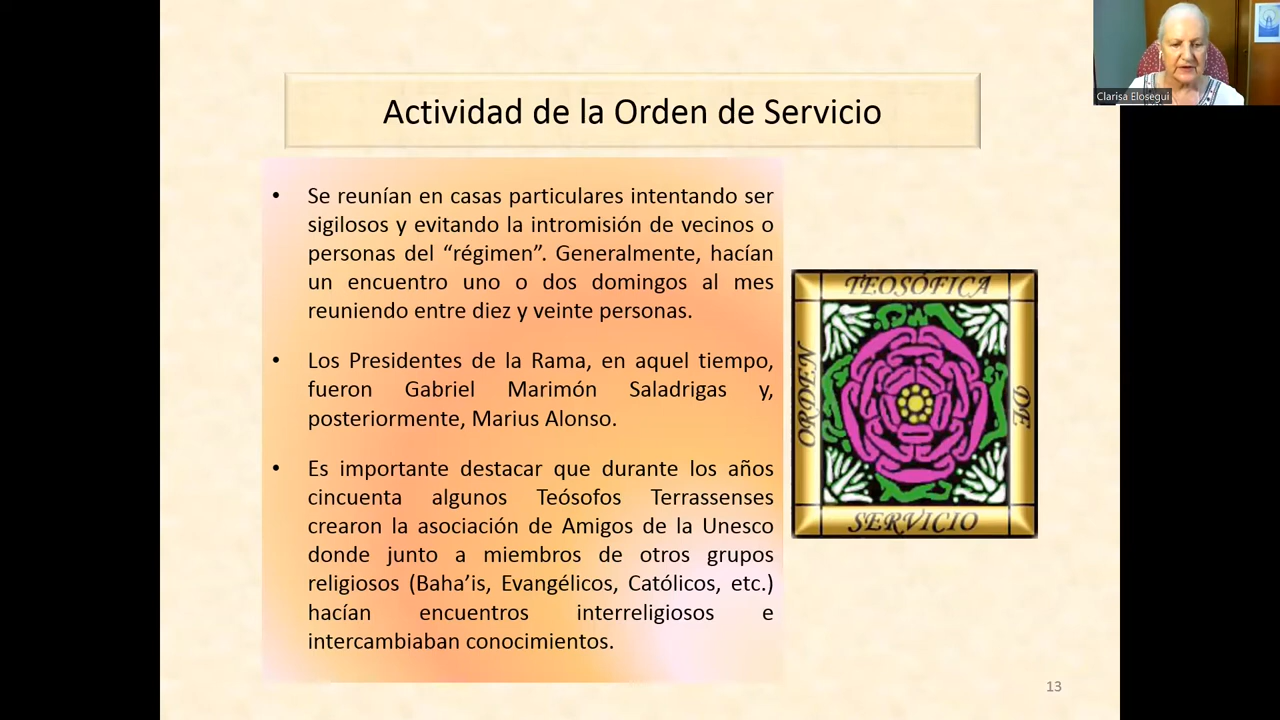 Clarisa Elosegui
Actividad de la Orden de Servicio
• Se reunían en casas particulares intentando ser
sigilosos y evitando la intromisión de vecinos o
personas del “régimen”. Generalmente, hacían
un encuentro uno o dos domingos al mes
reuniendo entre diez y veinte personas.
• Los Presidentes de la Rama, en aquel tiempo,
fueron Gabriel Marimón Saladrigas y,
posteriormente, Marius Alonso.
• Es importante destacar que durante los años
cincuenta algunos Teósofos Terrassenses
crearon la asociación de Amigos de la Unesco
donde junto a miembros de otros grupos
religiosos (Baha’is, Evangélicos, Católicos, etc.)
hacían encuentros interreligiosos e
intercambiaban conocimientos.
TEOSÓFICA
ORDEN
DE
SERVICIO
13